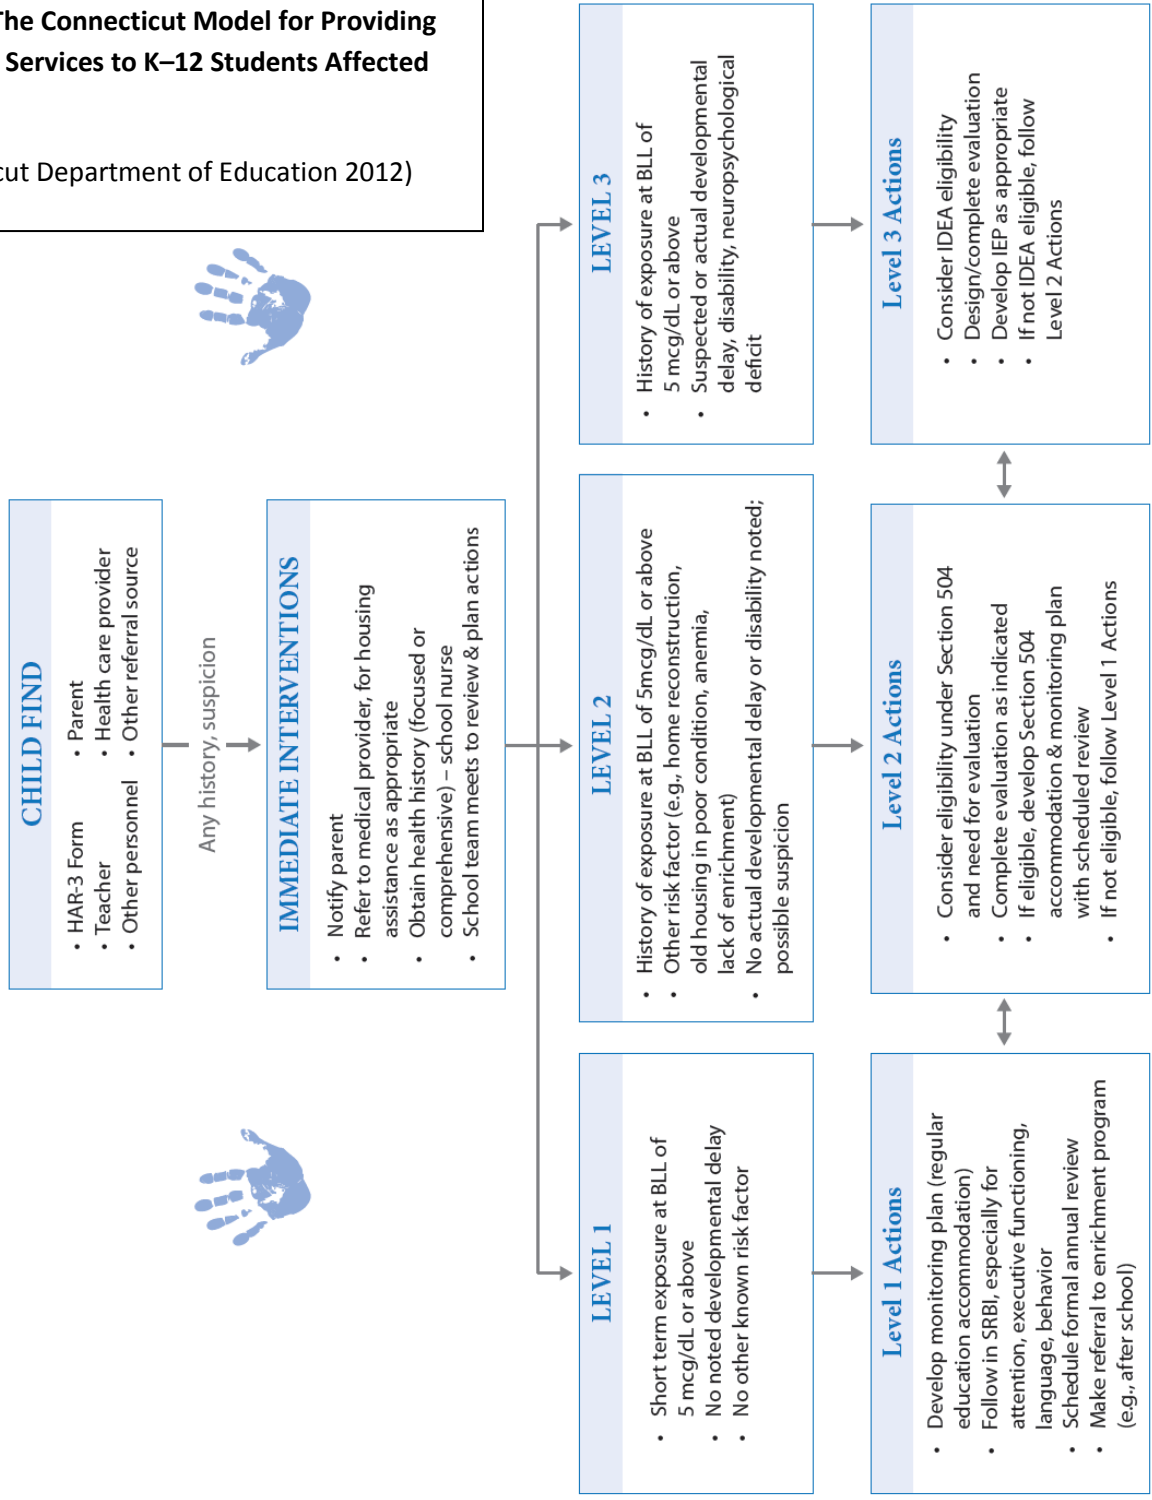 The Connecticut Model for Providing
Services to K–12 Students Affected
cut Department of Education 2012)
CHILD FIND
• HAR-3 Form • Parent
• Teacher • Health care provider
• Other personnel • Other referral source
Any history, suspicion
IMMEDIATE INTERVENTIONS
• Notify parent
• Refer to medical provider, for housing
assistance as appropriate
• Obtain health history (focused or
comprehensive) – school nurse
• School team meets to review & plan actions
LEVEL 1
• Short term exposure at BLL of
5 mcg/dL or above
• No noted developmental delay
• No other known risk factor
LEVEL 2
• History of exposure at BLL of 5mcg/dL or above
• Other risk factor (e.g., home reconstruction,
old housing in poor condition, anemia,
lack of enrichment)
• No actual developmental delay or disability noted;
possible suspicion
LEVEL 3
• History of exposure at BLL of
5 mcg/dL or above
• Suspected or actual developmental
delay, disability, neuropsychological
deficit
Level 1 Actions
• Develop monitoring plan (regular
education accommodation)
• Follow in SRBI, especially for
attention, executive functioning,
language, behavior
• Schedule formal annual review
• Make referral to enrichment program
(e.g., after school)
Level 2 Actions
• Consider eligibility under Section 504
and need for evaluation
• Complete evaluation as indicated
• If eligible, develop Section 504
accommodation & monitoring plan
with scheduled review
• If not eligible, follow Level 1 Actions
Level 3 Actions
• Consider IDEA eligibility
• Design/complete evaluation
• Develop IEP as appropriate
• If not IDEA eligible, follow
Level 2 Actions